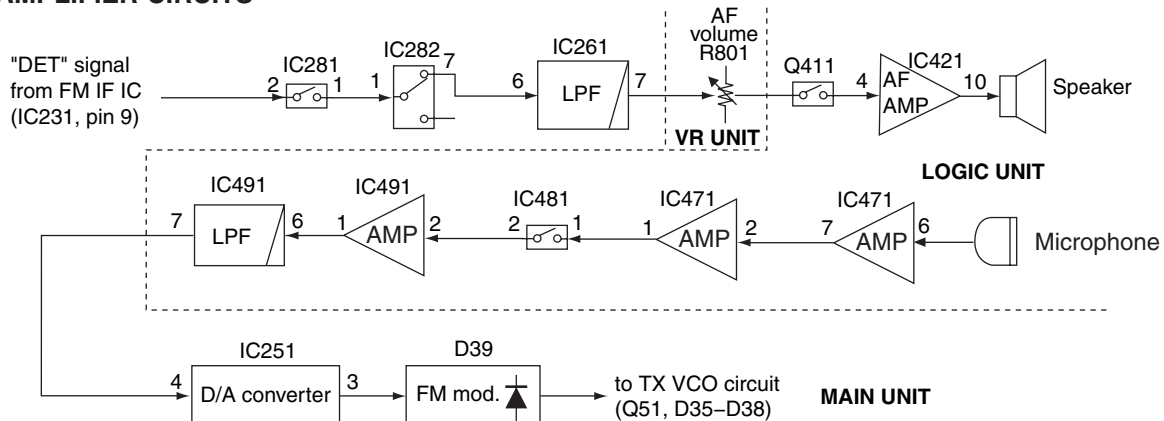 AMPLIFIER CIRCUITS
"DET" signal
from FM IF IC
(IC231, pin 9)
2
IC281
1
1
IC282
7
6
IC261
LPF
7
AF
volume
R801
VR UNIT
Q411
4
IC421
AF
AMP
10
Speaker
LOGIC UNIT
7
IC491
LPF
6
1
IC491
AMP
2
2
IC481
1
1
IC471
AMP
2
7
IC471
AMP
6
Microphone
4
IC251
D/A converter
3
D39
FM mod.
to TX VCO circuit
(Q51, D35–D38)
MAIN UNIT